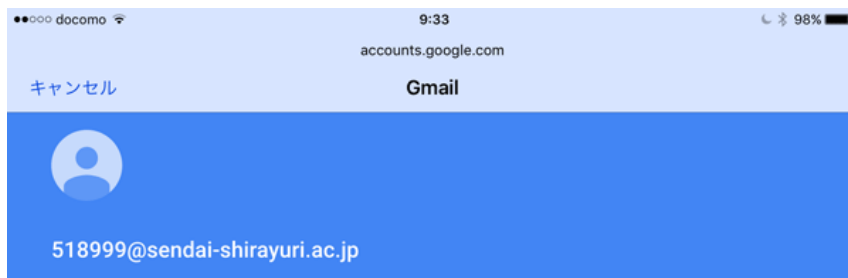 docomo 9:33 98%
accounts.google.com
キャンセル Gmail
518999@sendai-shirayuri.ac.jp